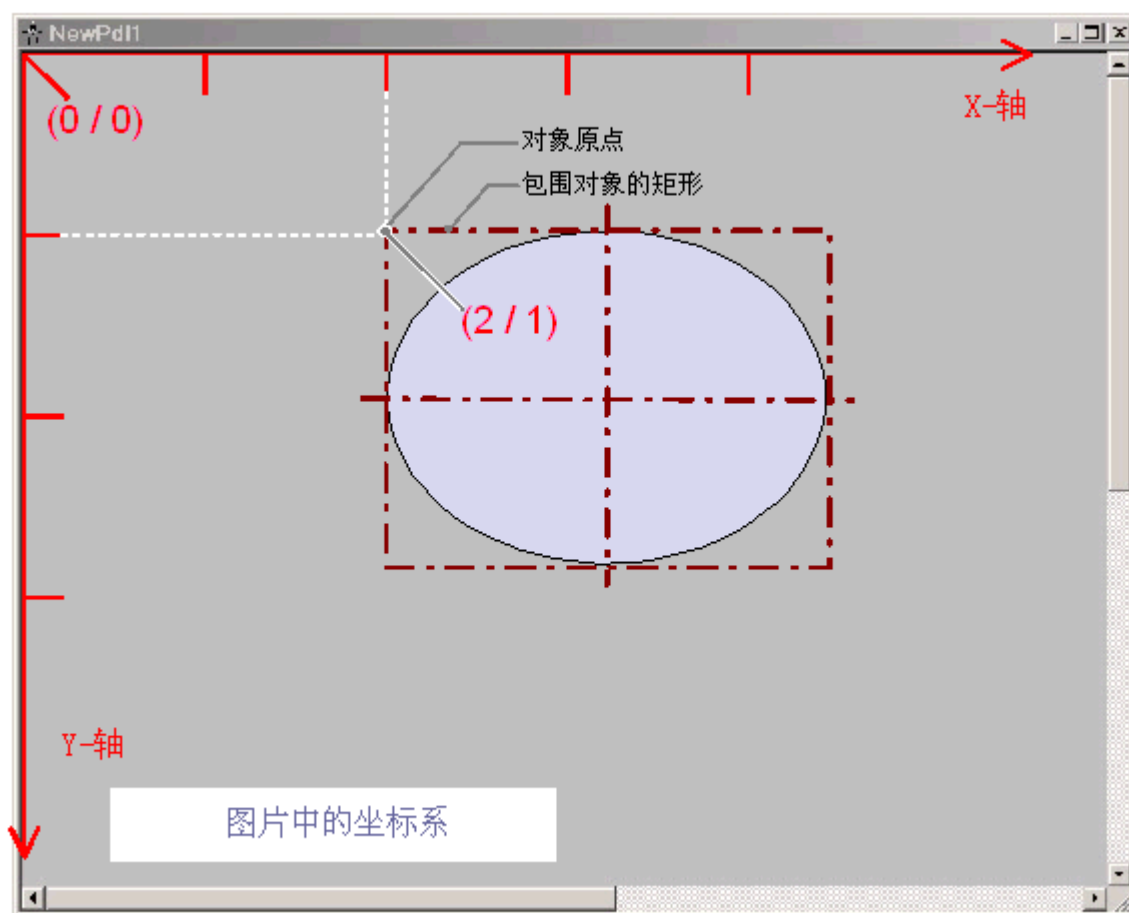 NewPdl1
X-轴
(0 / 0)
对象原点
包围对象的矩形
(2 / 1)
Y-轴
图片中的坐标系